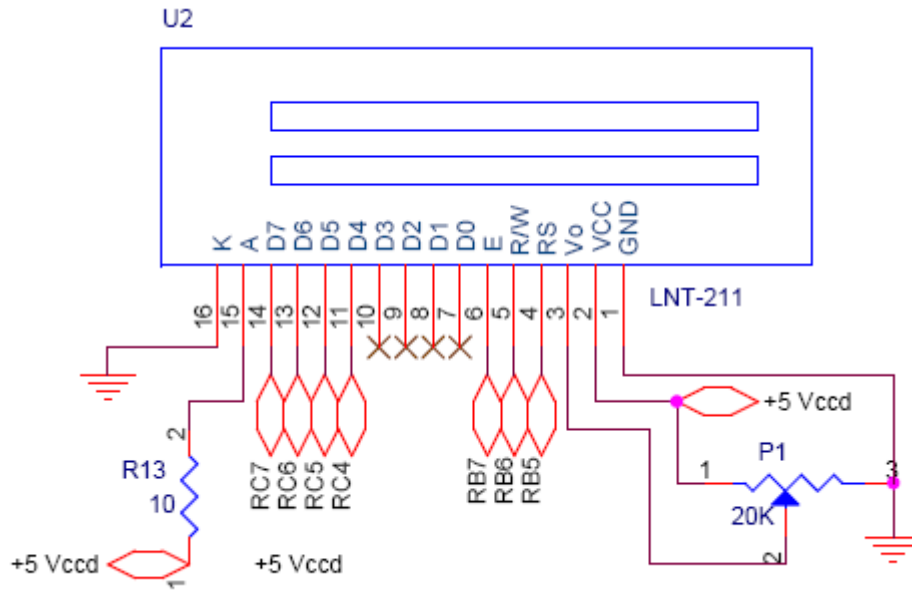 U2
K
A
D7
D6
D5
D4
D3
D2
D1
D0
E
R/W
RS
Vo
VCC
GND
LNT-211
16
15
14
13
12
11
10
9
8
7
6
5
4
3
2
1
+5 Vccd
RC7
RC6
RC5
RC4
RB7
RB6
RB5
P1
1
3
20K
2
2
R13
10
+5 Vccd
1
+5 Vccd